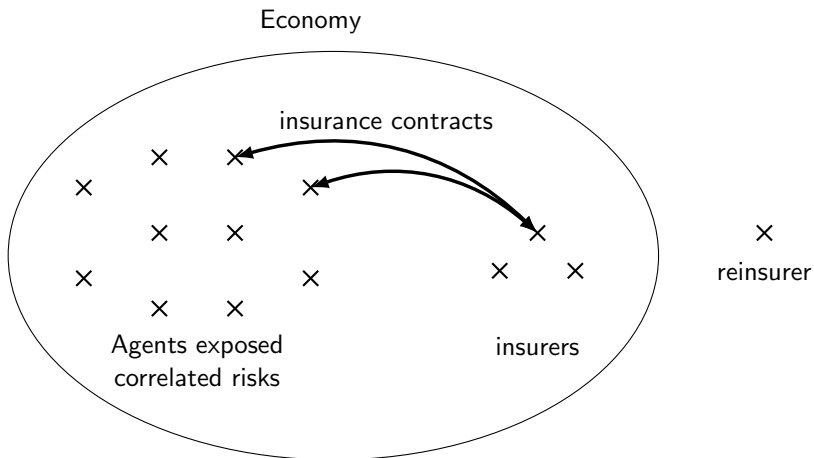 Economy
insurance contracts
reinsurer
Agents exposed
correlated risks
insurers